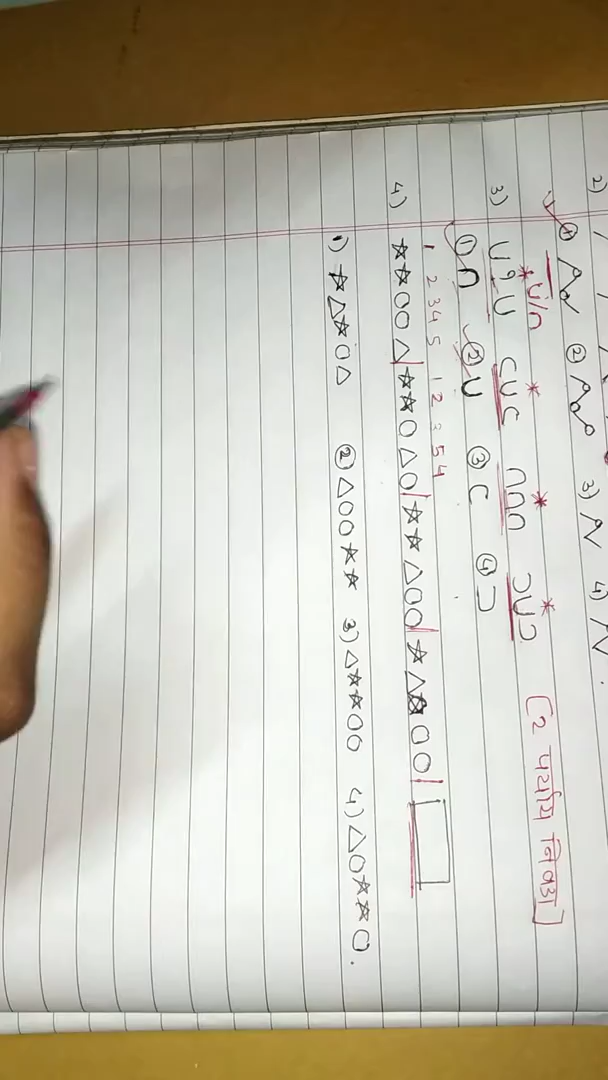 2)
① 
② 
3) 
4) 
*U/∩ * * *
3) U ? U ⊂U⊂ ∩∩∩ ⊃U⊃ [2 पर्याय निवडा]
① ∩ ② U ③ ⊂ ④ ⊃
1 2 3 4 5 1 2 3 5 4
4) ☆☆○○△|☆☆○△○|☆☆△○○|☆△☆○○|
1) ☆△☆○△ ② △○○☆☆ 3) △☆☆○○ 4) △○☆☆○.